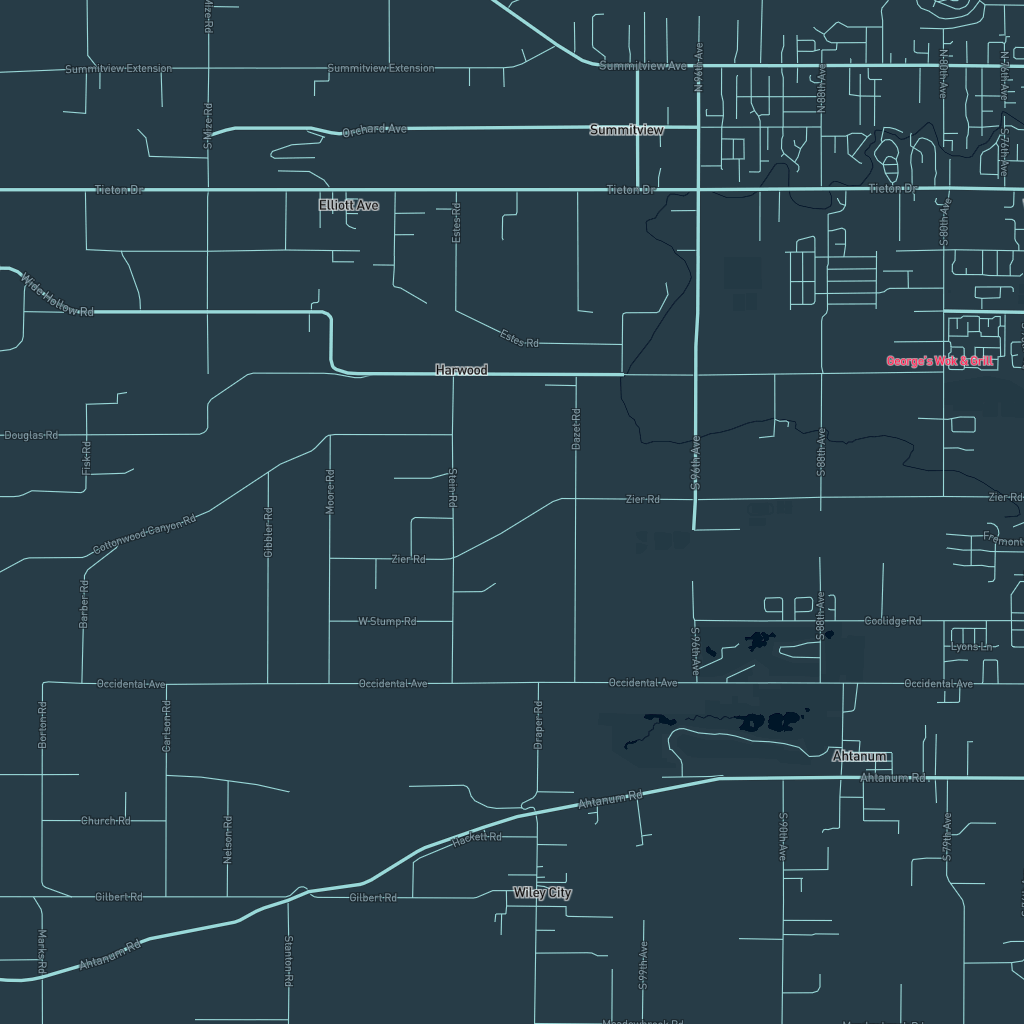 S Mize Rd
Summitview Extension
Summitview Extension
Summitview Ave
N 96th Ave
N 88th Ave
N 80th Ave
N 76th Ave
S Mize Rd
Orchard Ave
Summitview
S 76th Ave
Tieton Dr
Tieton Dr
Tieton Dr
Elliott Ave
Estes Rd
S 80th Ave
Wide Hollow Rd
Estes Rd
George's Wok & Grill
Harwood
Douglas Rd
Fisk Rd
Dazet Rd
S 96th Ave
S 88th Ave
Moore Rd
Stein Rd
Zier Rd
Zier Rd
Cottonwood Canyon Rd
Gibbler Rd
Fremont
Zier Rd
Barber Rd
W Stump Rd
S 88th Ave
Coolidge Rd
S 96th Ave
Lyons Ln
Occidental Ave
Occidental Ave
Occidental Ave
Occidental Ave
Borton Rd
Carlson Rd
Draper Rd
Ahtanum
Ahtanum Rd
Ahtanum Rd
Church Rd
Nelson Rd
Hackett Rd
S 90th Ave
S 79th Ave
Gilbert Rd
Gilbert Rd
Wiley City
Marks Rd
Ahtanum Rd
Stanton Rd
S 99th Ave
Meadowbrook Rd